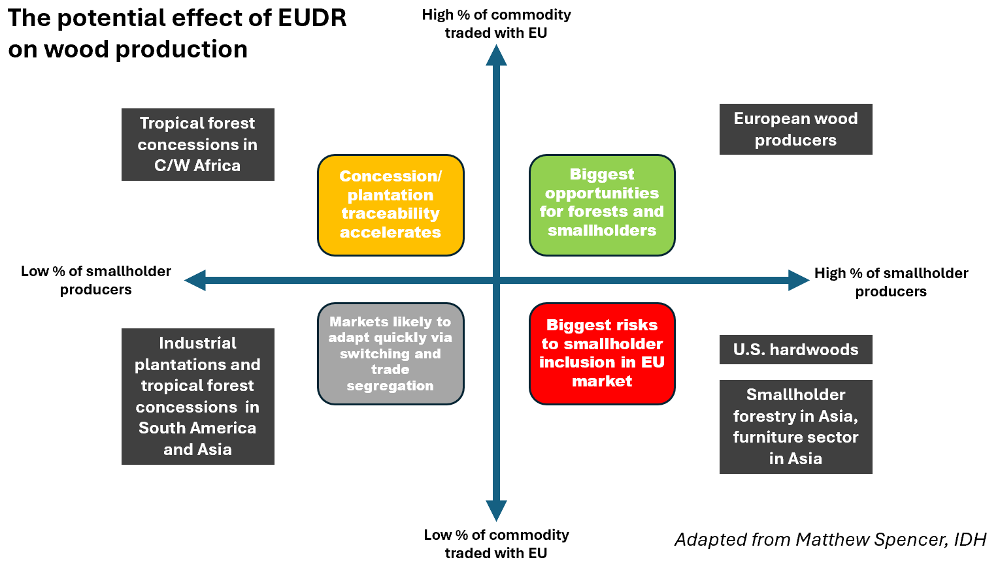 The potential effect of EUDR
on wood production
High % of commodity
traded with EU
Tropical forest
concessions in
C/W Africa
European wood
producers
Concession/
plantation
traceability
accelerates
Biggest
opportunities
for forests and
smallholders
Low % of smallholder
producers
High % of smallholder
producers
Industrial
plantations and
tropical forest
concessions  in
South America
and Asia
Markets likely to
adapt quickly via
switching and
trade
segregation
Biggest risks
to smallholder
inclusion in EU
market
U.S. hardwoods
Smallholder
forestry in Asia,
furniture sector
in Asia
Low % of commodity
traded with EU
Adapted from Matthew Spencer, IDH